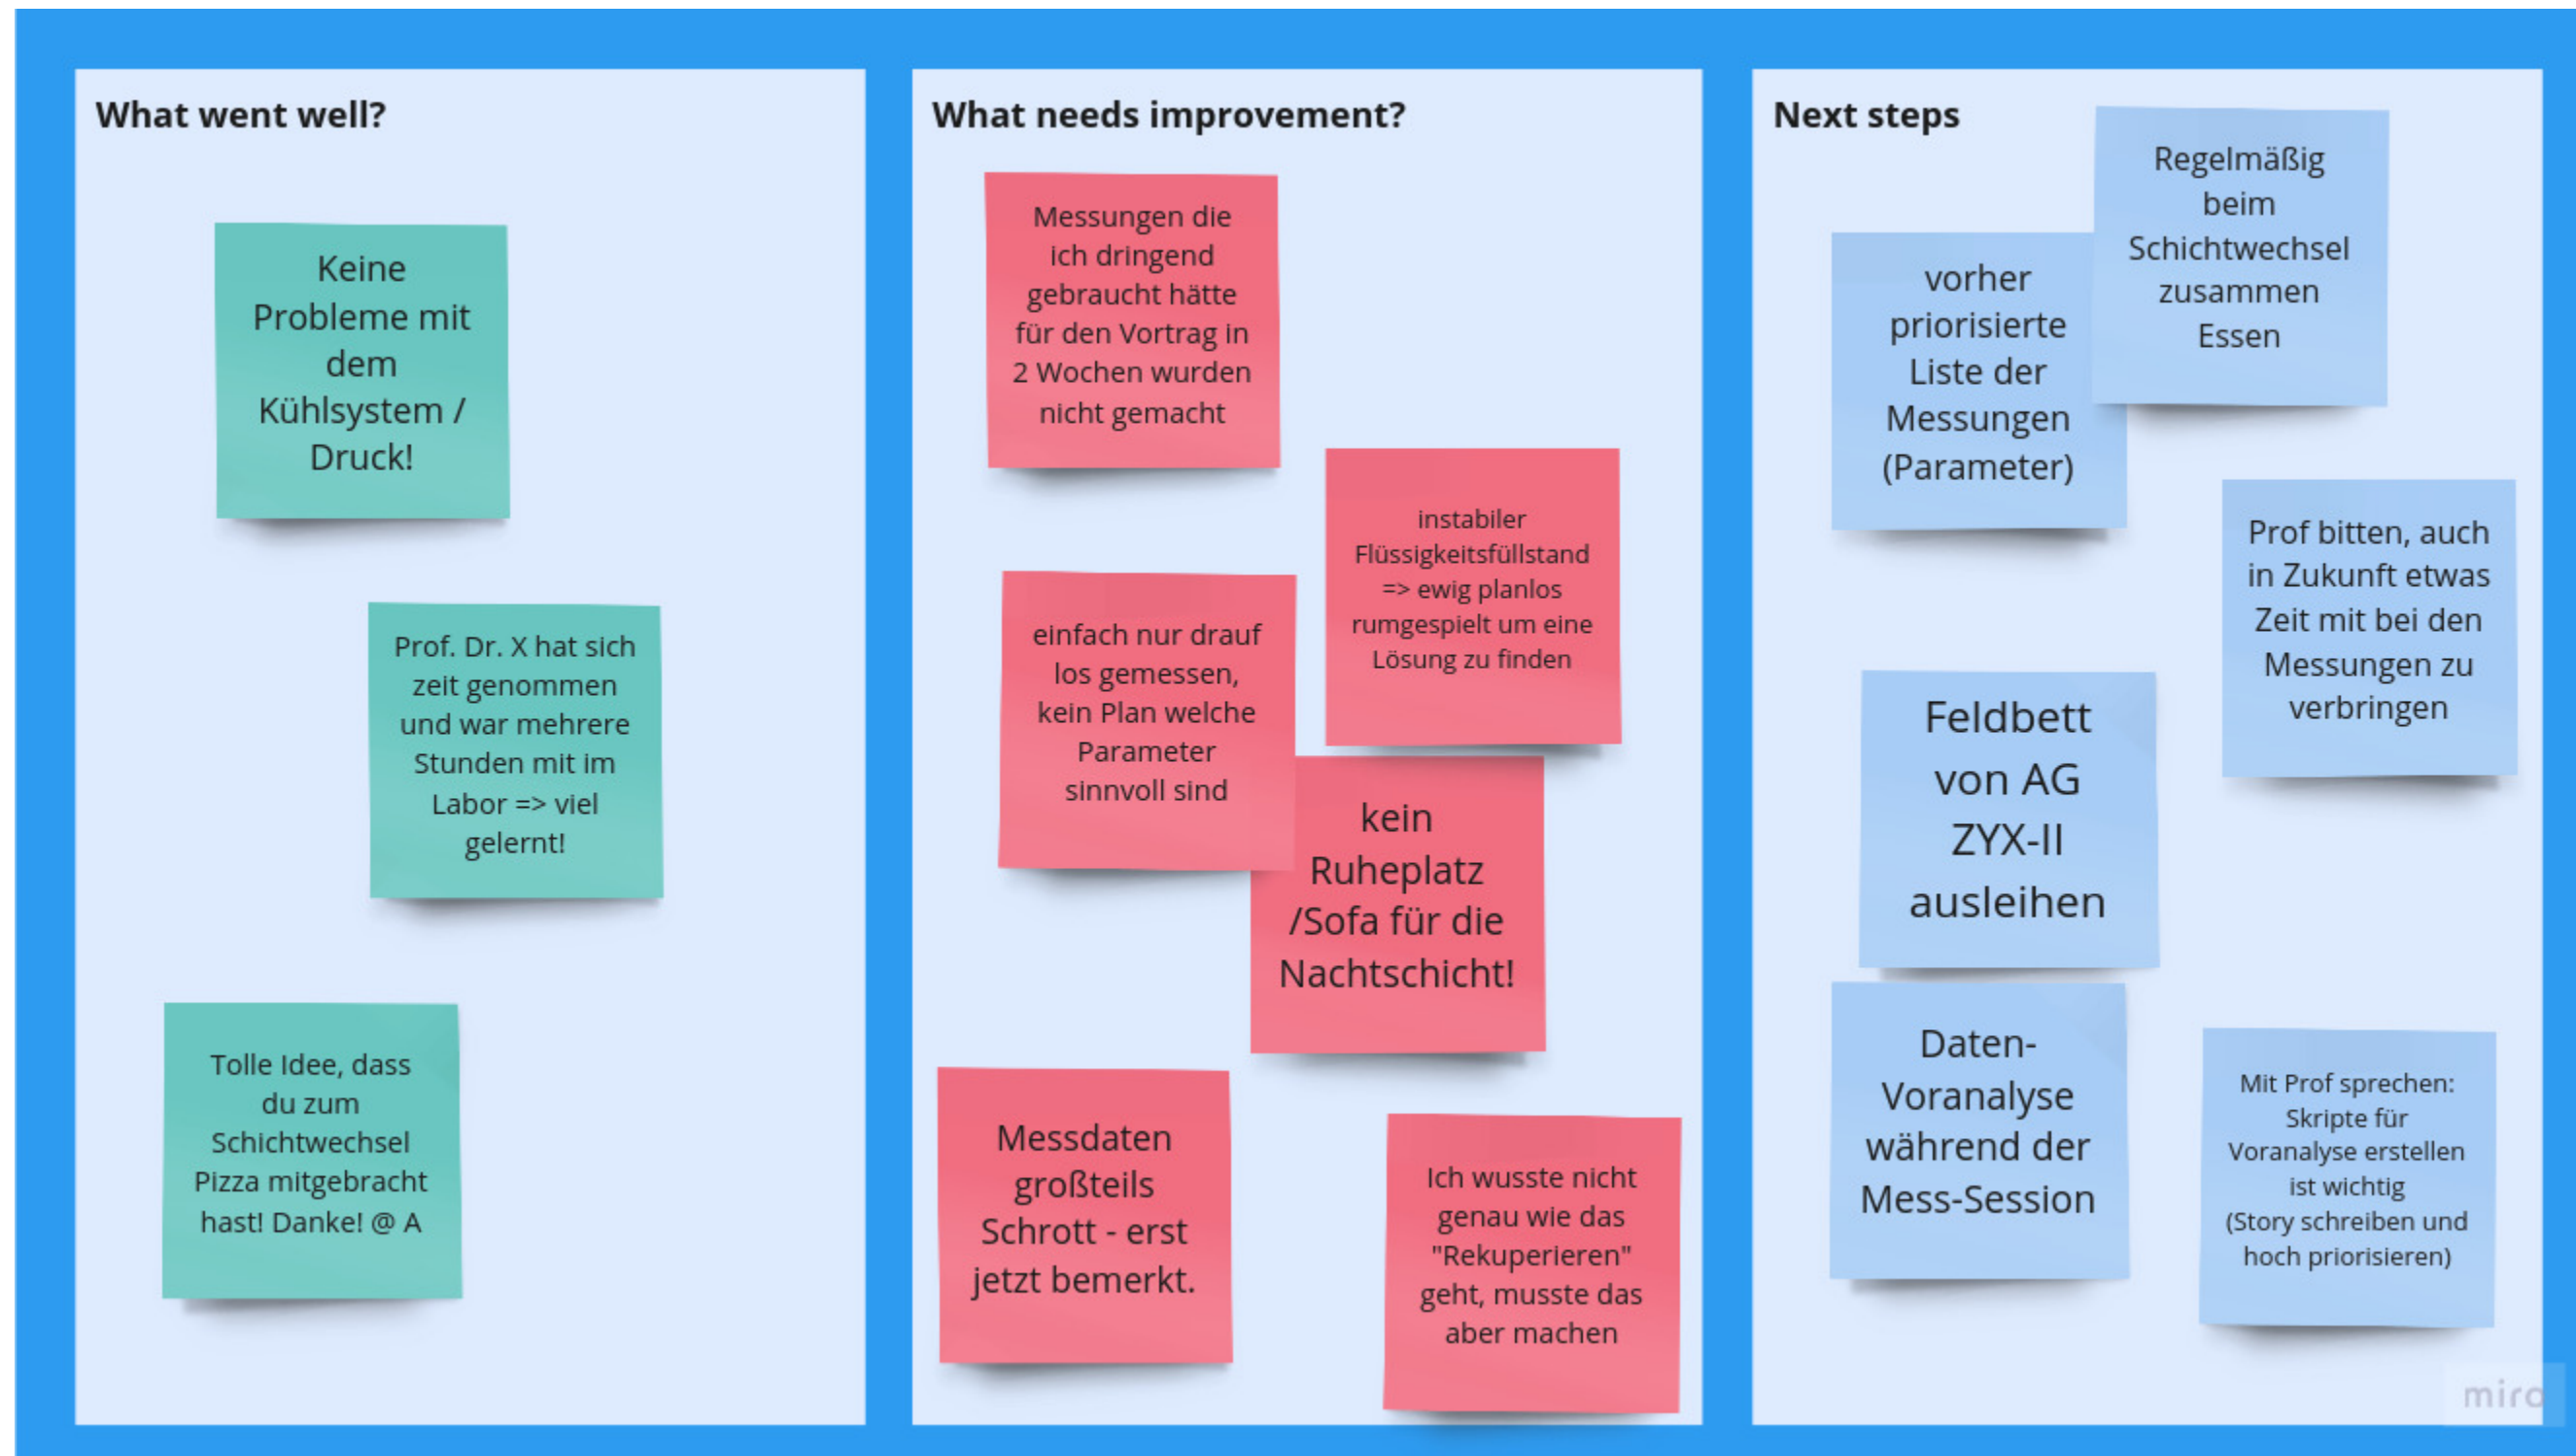 What went well?
Keine
Probleme mit
dem
Kühlsystem /
Druck!
Prof. Dr. X hat sich
zeit genommen
und war mehrere
Stunden mit im
Labor => viel
gelernt!
Tolle Idee, dass
du zum
Schichtwechsel
Pizza mitgebracht
hast! Danke! @ A
What needs improvement?
Messungen die
ich dringend
gebraucht hätte
für den Vortrag in
2 Wochen wurden
nicht gemacht
instabiler
Flüssigkeitsfüllstand
=> ewig planlos
rumgespielt um eine
Lösung zu finden
einfach nur drauf
los gemessen,
kein Plan welche
Parameter
sinnvoll sind
kein
Ruheplatz
/Sofa für die
Nachtschicht!
Messdaten
großteils
Schrott - erst
jetzt bemerkt.
Ich wusste nicht
genau wie das
"Rekuperieren"
geht, musste das
aber machen
Next steps
Regelmäßig
beim
Schichtwechsel
zusammen
Essen
vorher
priorisierte
Liste der
Messungen
(Parameter)
Prof bitten, auch
in Zukunft etwas
Zeit mit bei den
Messungen zu
verbringen
Feldbett
von AG
ZYX-II
ausleihen
Daten-
Voranalyse
während der
Mess-Session
Mit Prof sprechen:
Skripte für
Voranalyse erstellen
ist wichtig
(Story schreiben und
hoch priorisieren)
miro